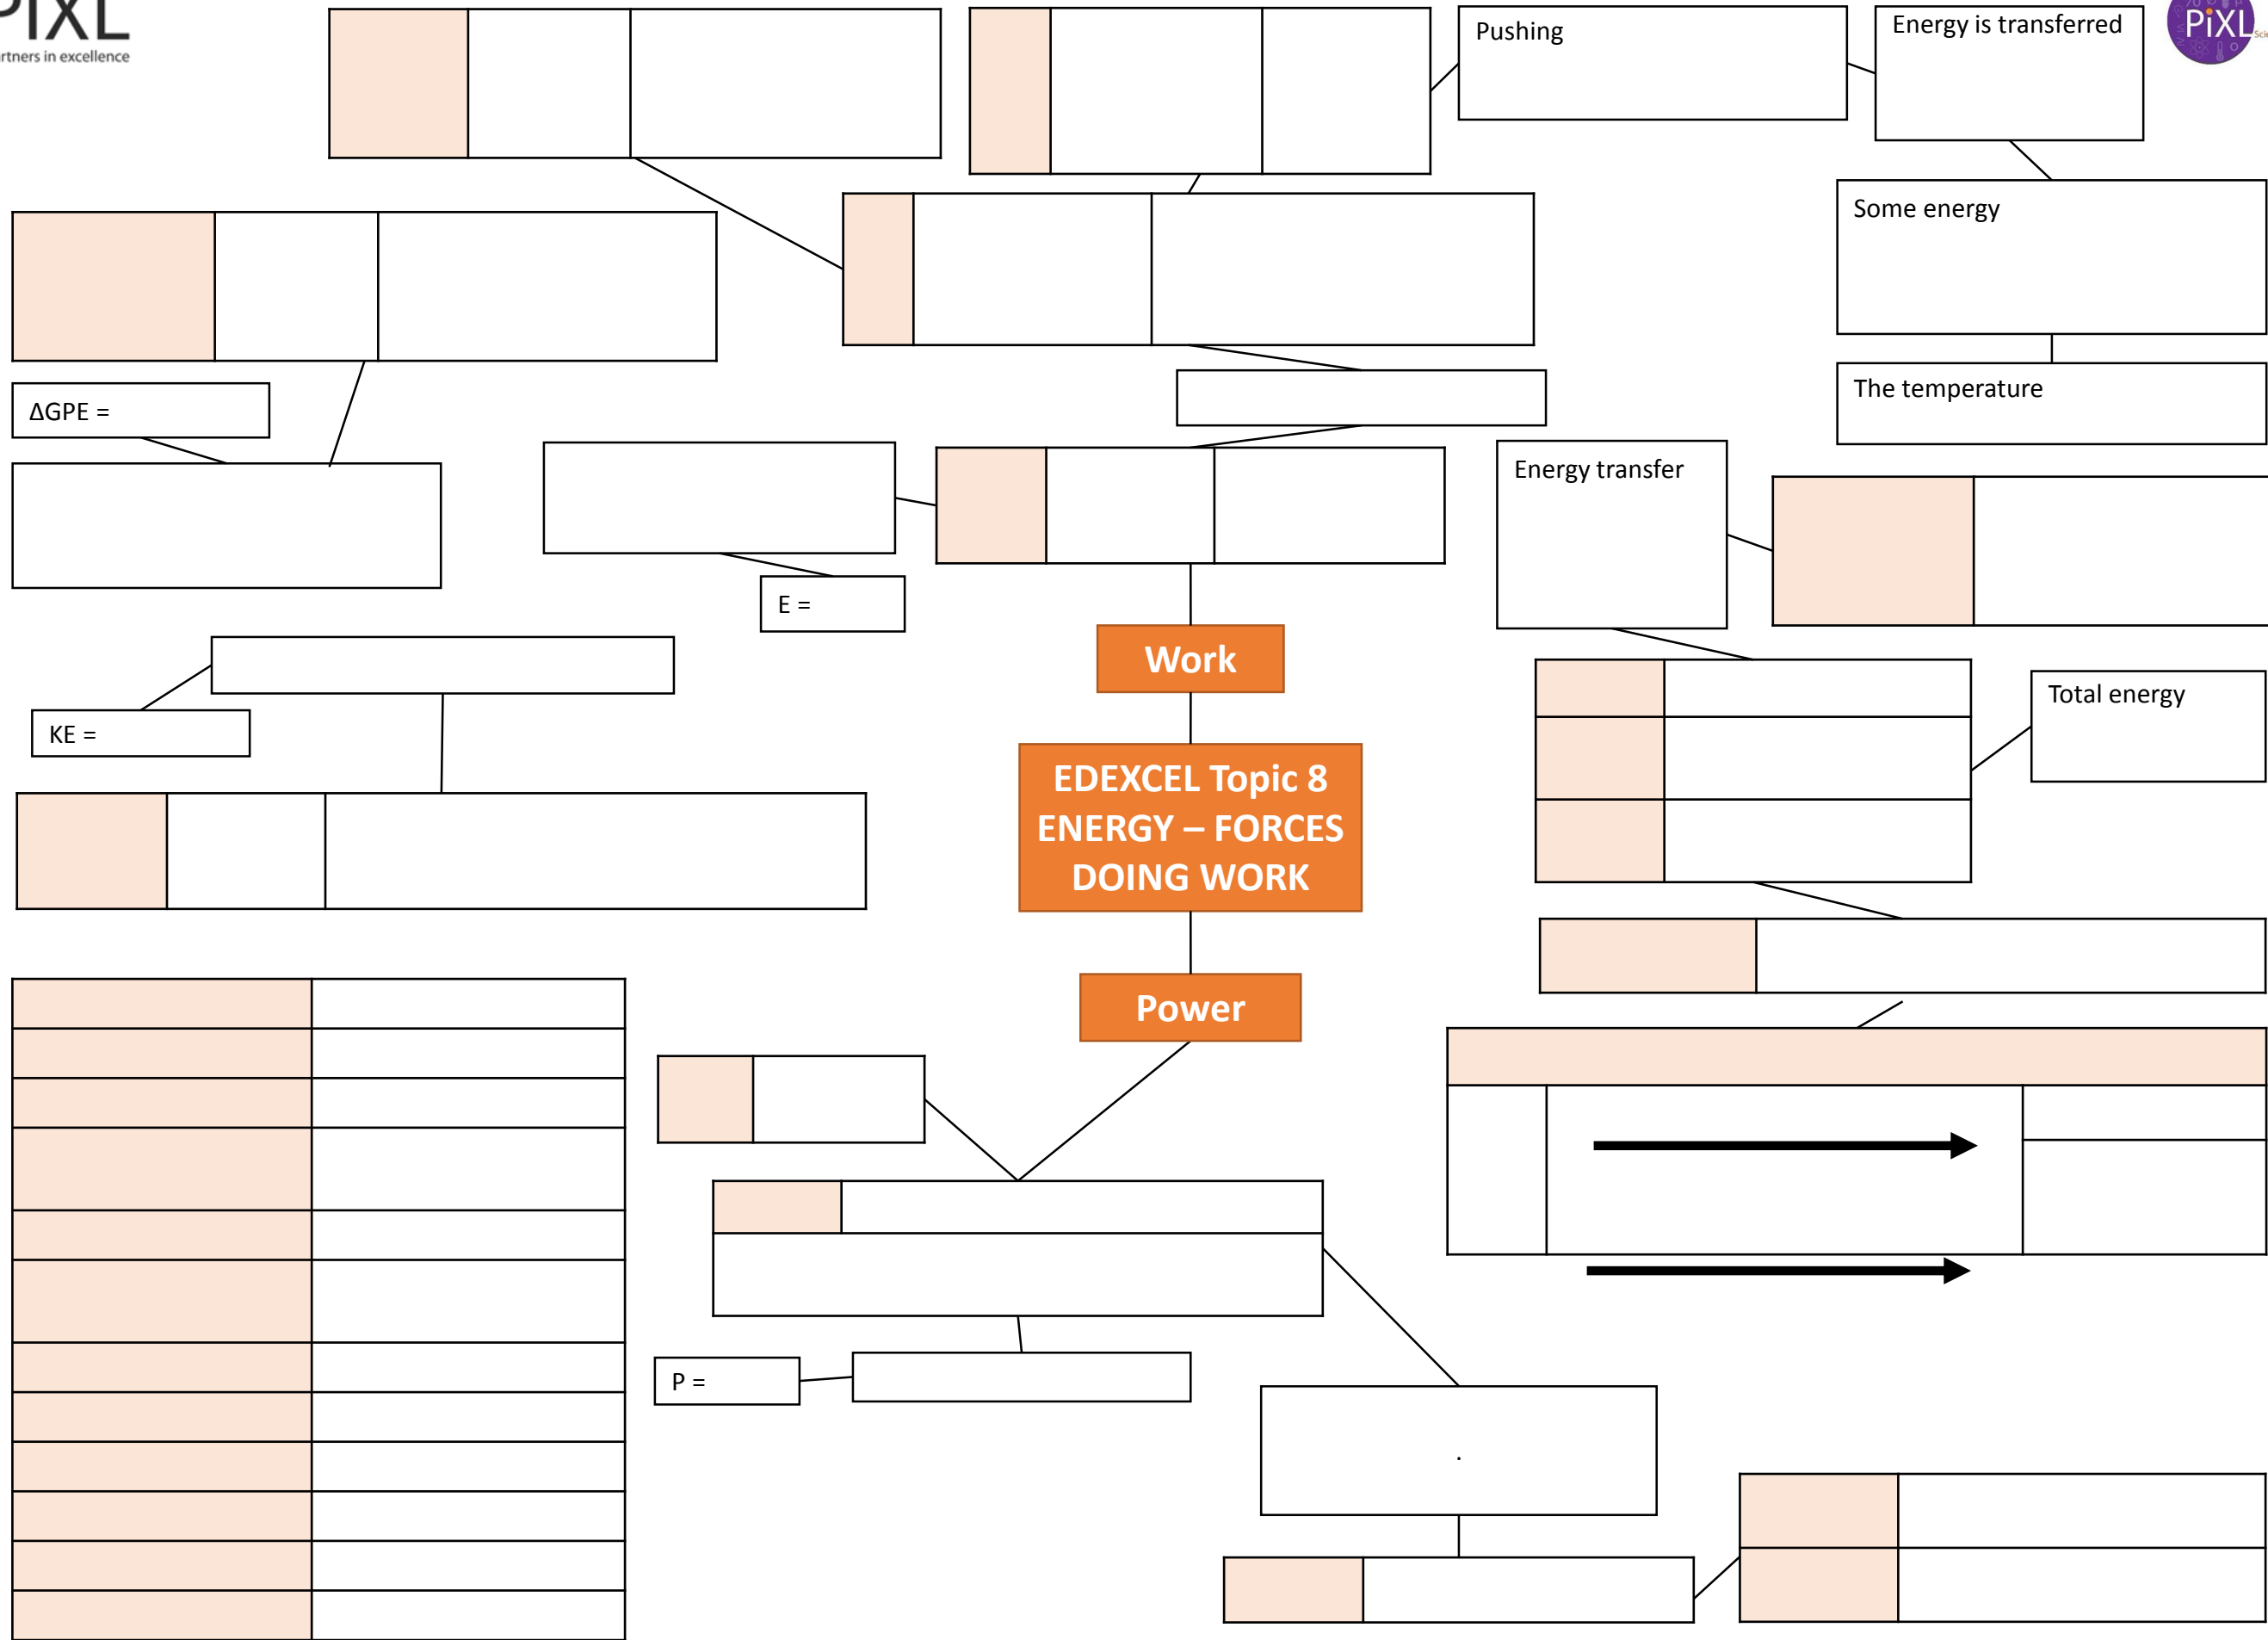 PiXL
partners in excellence
Pushing
Energy is transferred
PiXL
Some energy
The temperature
ΔGPE =
Energy transfer
E =
Work
Total energy
KE =
EDEXCEL Topic 8
ENERGY – FORCES
DOING WORK
Power
P =
.